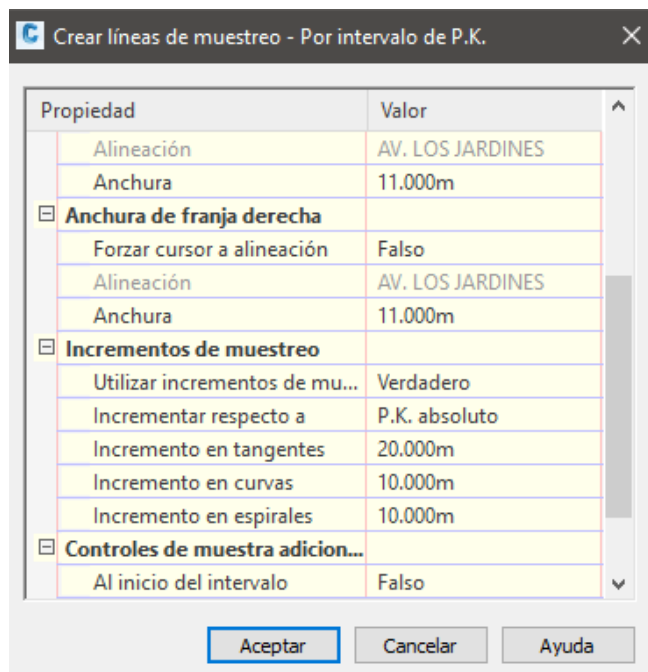 C Crear líneas de muestreo - Por intervalo de P.K.
Propiedad Valor
Alineación AV. LOS JARDINES
Anchura 11.000m
Anchura de franja derecha
Forzar cursor a alineación Falso
Alineación AV. LOS JARDINES
Anchura 11.000m
Incrementos de muestreo
Utilizar incrementos de mu... Verdadero
Incrementar respecto a P.K. absoluto
Incremento en tangentes 20.000m
Incremento en curvas 10.000m
Incremento en espirales 10.000m
Controles de muestra adicion...
Al inicio del intervalo Falso
Aceptar Cancelar Ayuda